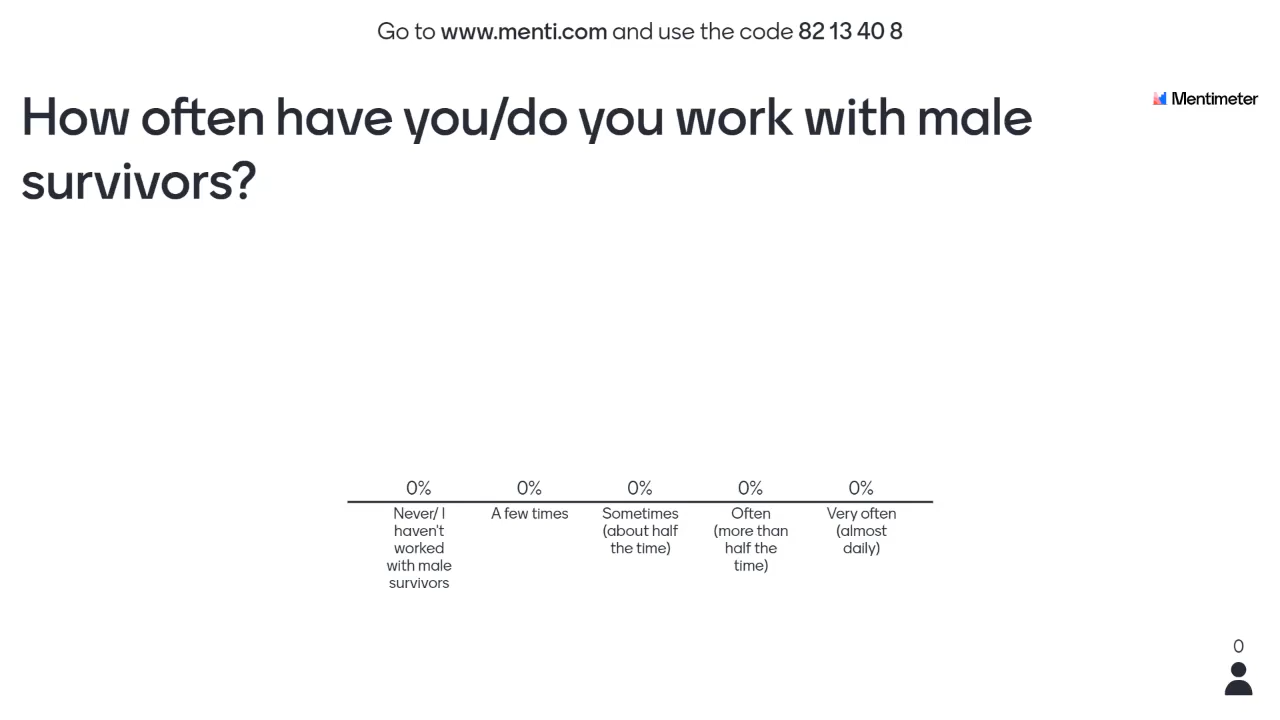 Go to www.menti.com and use the code 82 13 40 8
How often have you/do you work with male
survivors?
Mentimeter
0% 0% 0% 0% 0%
Never/ I
haven't
worked
with male
survivors
A few times
Sometimes
(about half
the time)
Often
(more than
half the
time)
Very often
(almost
daily)
0